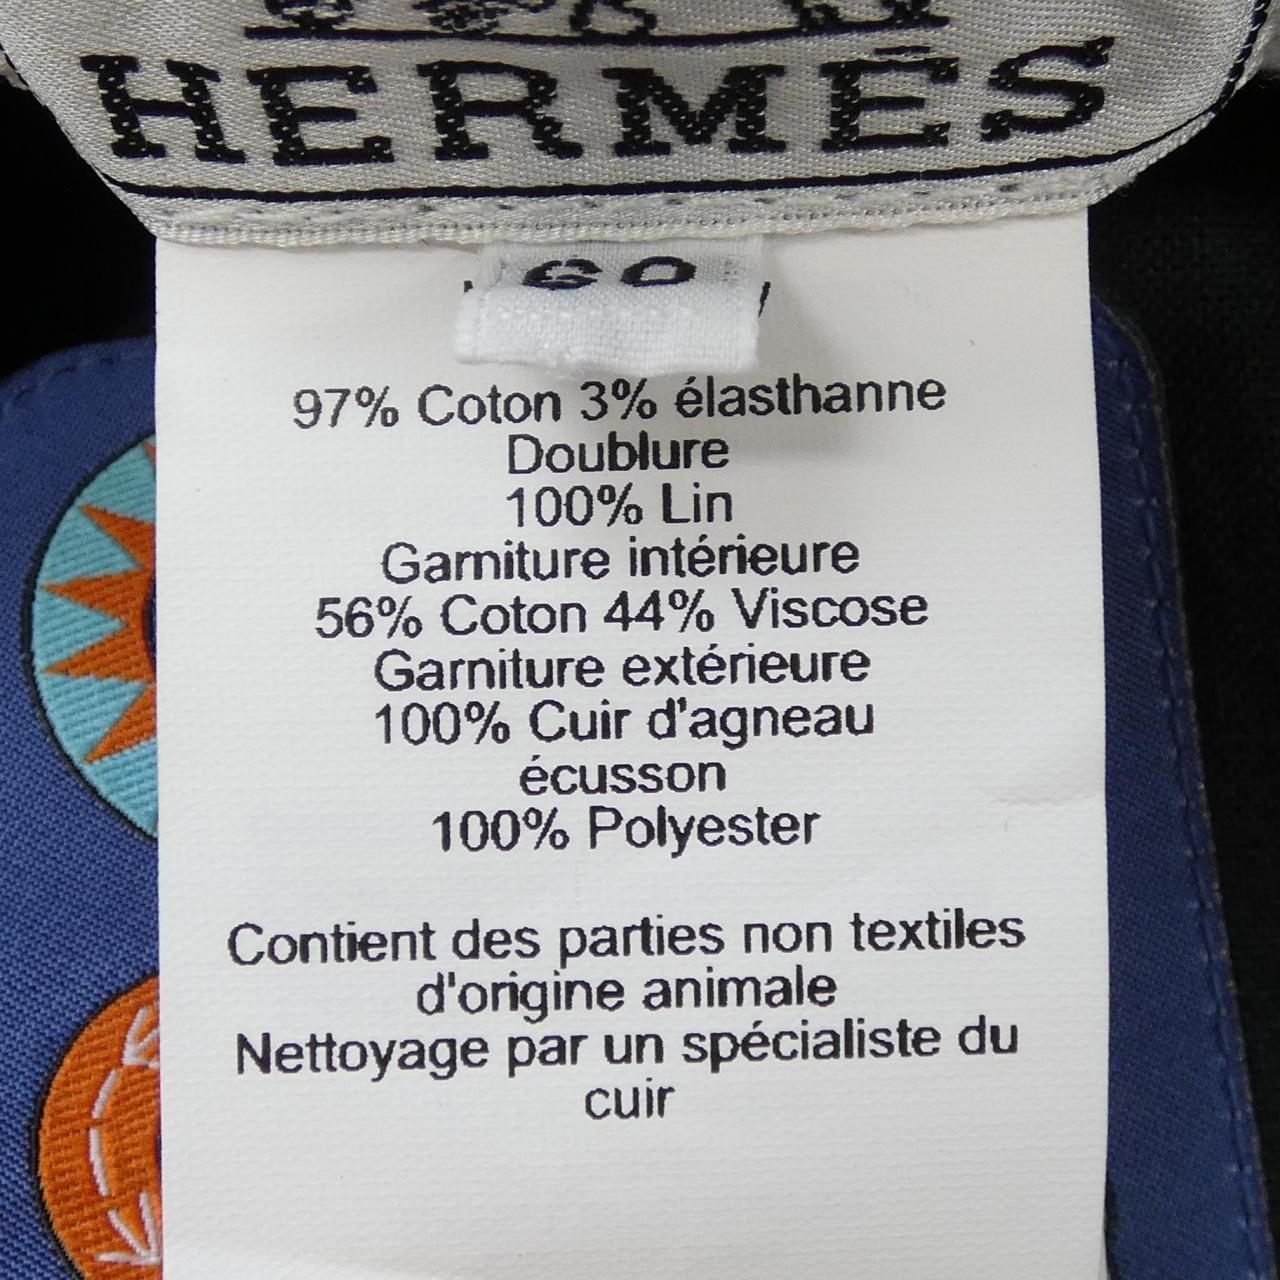 HERMÈS
60
97% Coton 3% élasthanne
Doublure
100% Lin
Garniture intérieure
56% Coton 44% Viscose
Garniture extérieure
100% Cuir d'agneau
écusson
100% Polyester
Contient des parties non textiles
d'origine animale
Nettoyage par un spécialiste du
cuir